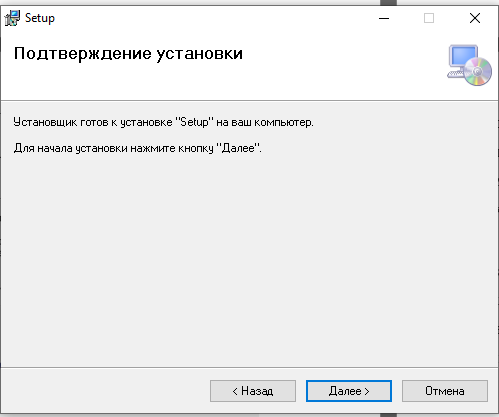 Setup
Подтверждение установки
Установщик готов к установке "Setup" на ваш компьютер.
Для начала установки нажмите кнопку "Далее".
< Назад
Далее >
Отмена